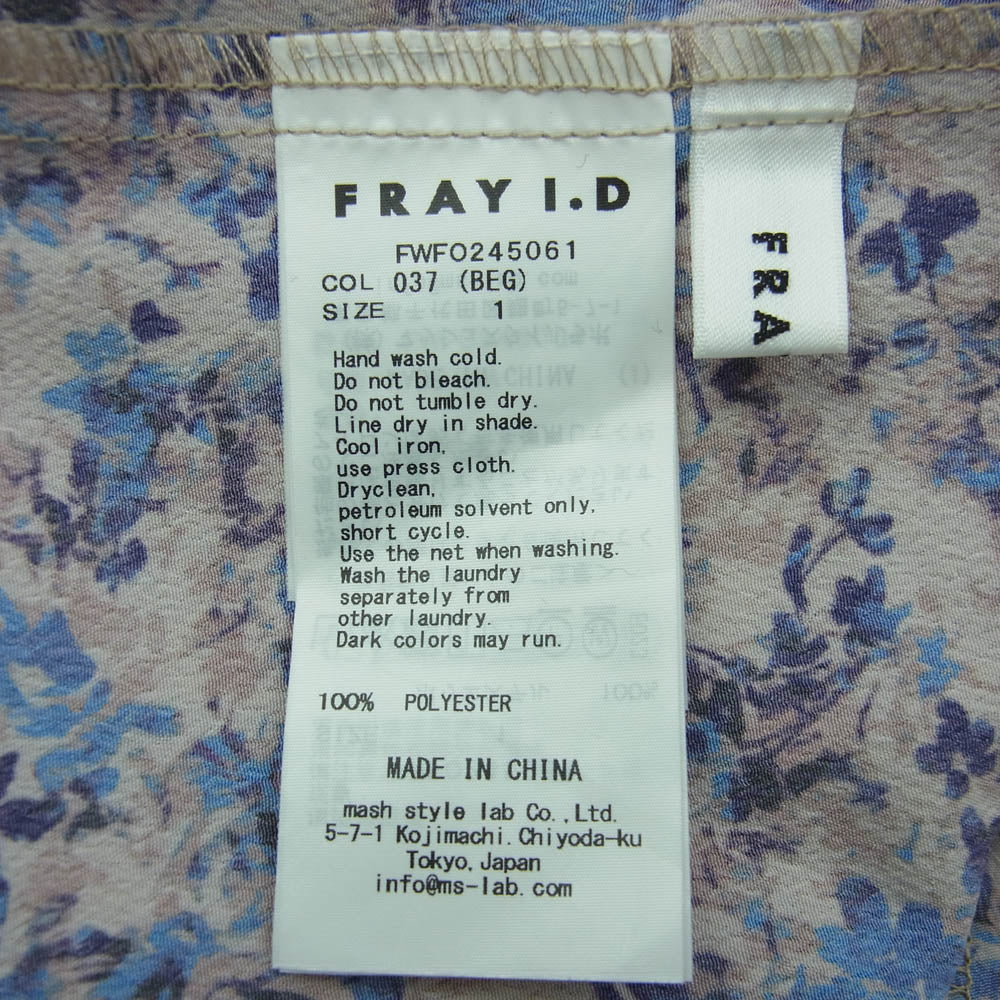 FRAY I.D
FWFO245061
COL 037 (BEG)
SIZE 1
Hand wash cold.
Do not bleach.
Do not tumble dry.
Line dry in shade.
Cool iron,
use press cloth.
Dryclean,
petroleum solvent only,
short cycle.
Use the net when washing.
Wash the laundry
separately from
other laundry.
Dark colors may run.
100% POLYESTER
MADE IN CHINA
mash style lab Co.,Ltd.
5-7-1 Kojimachi.Chiyoda-ku
Tokyo,Japan
info@ms-lab.com
FRA